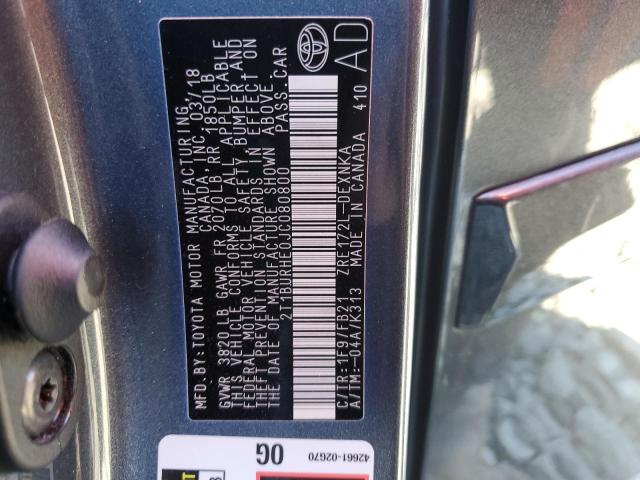 MFD.BY:TOYOTA MOTOR MANUFACTURING
CANADA, INC. 03/18
GVWR 3820 LB GAWR FR 2070LB RR 1850LB
THIS VEHICLE CONFORMS TO ALL APPLICABLE
FEDERAL MOTOR VEHICLE SAFETY BUMPER,AND
THEFT PREVENTION STANDARDS IN EFFECT ON
THE DATE OF MANUFACTURE SHOWN ABOVE.
2T1BURHE0JC080800 PASS.CAR
AD
C/TR:1F9/FB21 ZRE172L-DEXNKA
A/TM:-04A/K313 MADE IN CANADA 410
42661-02G70
0G